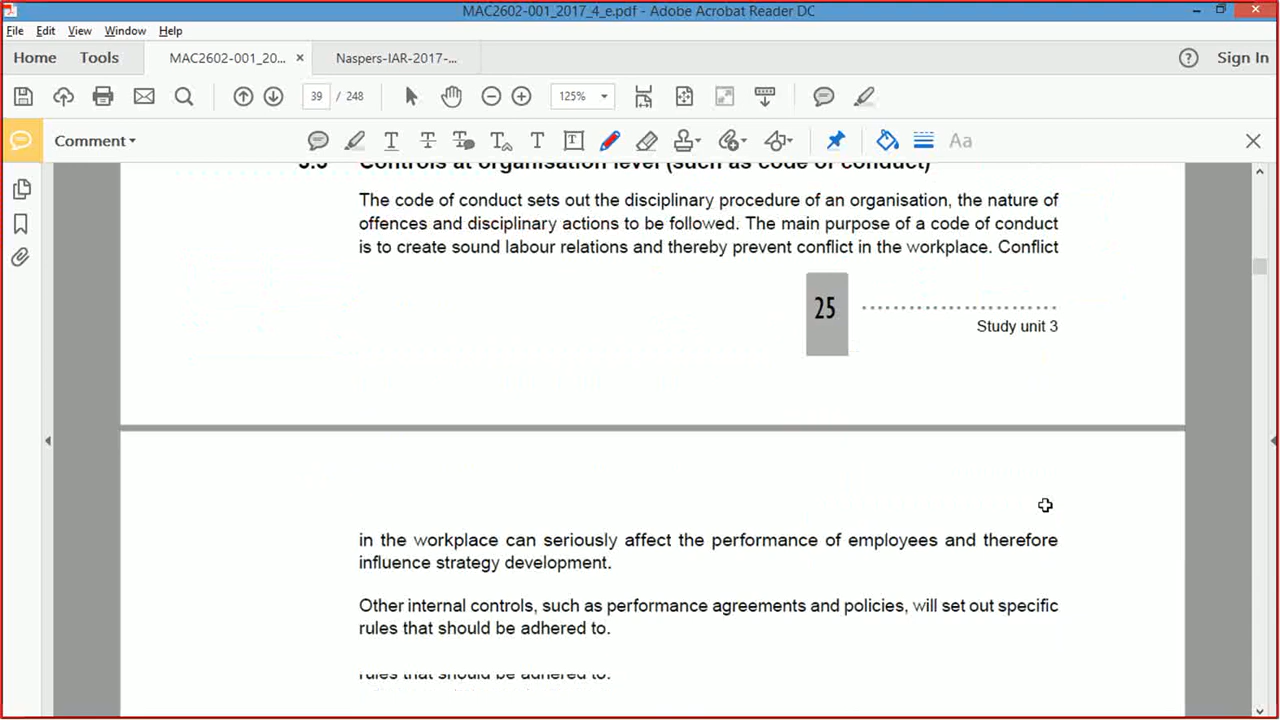 MAC2602-001_2017_4_e.pdf - Adobe Acrobat Reader DC
File Edit View Window Help
Home Tools MAC2602-001_20... × Naspers-IAR-2017-... Sign In
39 / 248 125%
Comment
Controls at organisation level (such as code of conduct)
The code of conduct sets out the disciplinary procedure of an organisation, the nature of
offences and disciplinary actions to be followed. The main purpose of a code of conduct
is to create sound labour relations and thereby prevent conflict in the workplace. Conflict
25
Study unit 3
in the workplace can seriously affect the performance of employees and therefore
influence strategy development.
Other internal controls, such as performance agreements and policies, will set out specific
rules that should be adhered to.
rules that should be adhered to.